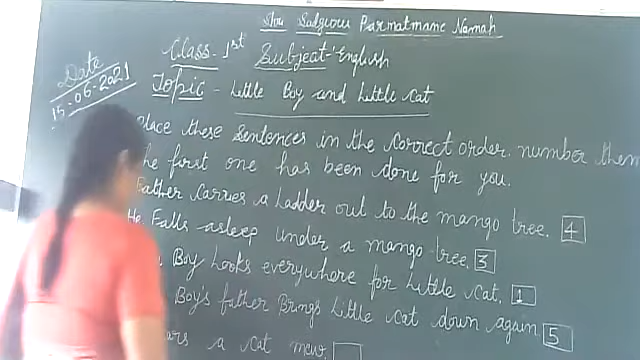 Shri Sadguru Parmatmane Namah
Date
15-06-2021
Class-1st Subject-English
Topic - Little Boy and Little Cat
Place these sentences in the correct order. number them
The first one has been done for you.
Father carries a ladder out to the mango tree. 4
He Falls asleep under a mango tree. 3
Boy Looks everywhere for Little Cat. 1
Boy's father Brings Little Cat down again 5
a cat mew